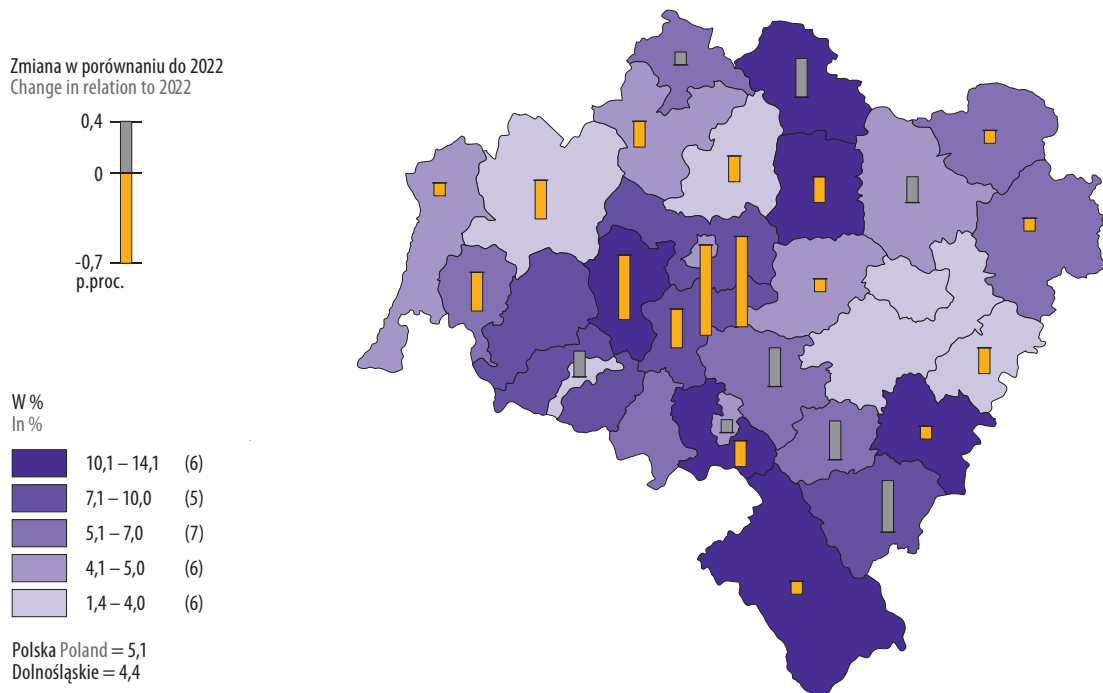 Zmiana w porównaniu do 2022
Change in relation to 2022
0,4
0
-0,7
p.proc.
W %
In %
10,1 – 14,1 (6)
7,1 – 10,0 (5)
5,1 – 7,0 (7)
4,1 – 5,0 (6)
1,4 – 4,0 (6)
Polska Poland = 5,1
Dolnośląskie = 4,4